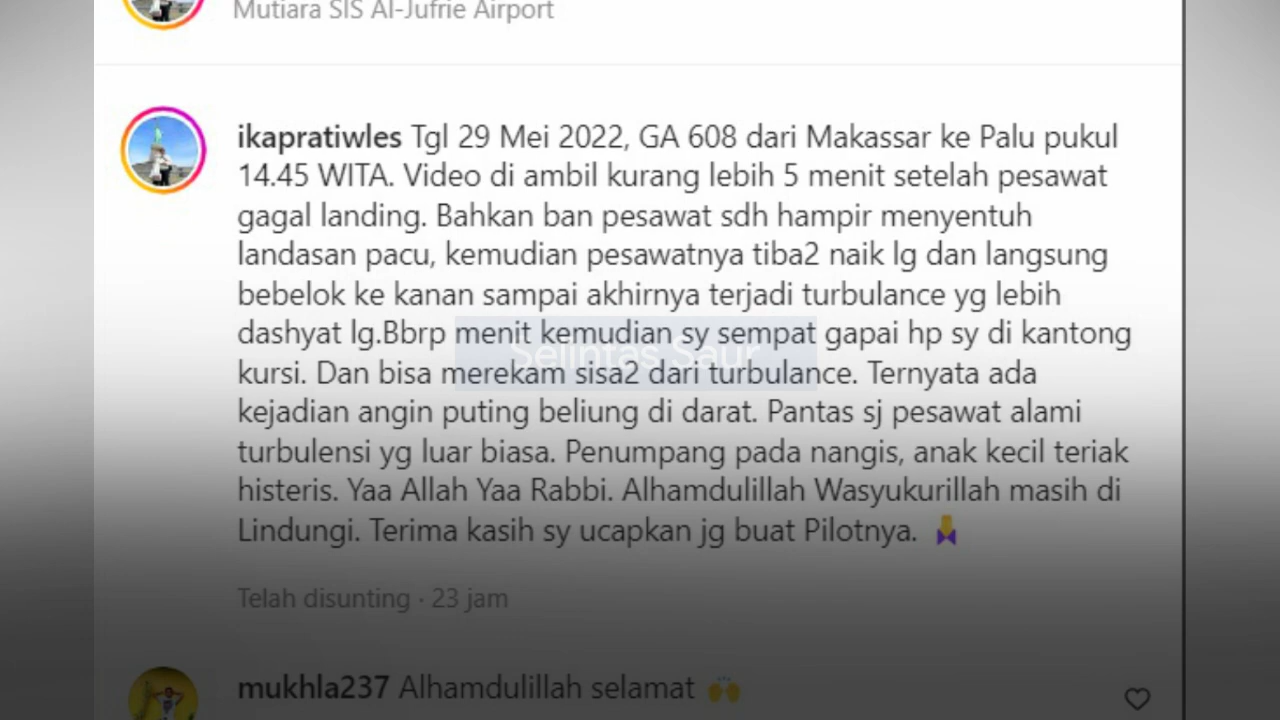 Mutiara SIS Al-Jufrie Airport
ikapratiwles Tgl 29 Mei 2022, GA 608 dari Makassar ke Palu pukul
14.45 WITA. Video di ambil kurang lebih 5 menit setelah pesawat
gagal landing. Bahkan ban pesawat sdh hampir menyentuh
landasan pacu, kemudian pesawatnya tiba2 naik lg dan langsung
bebelok ke kanan sampai akhirnya terjadi turbulance yg lebih
dashyat lg.Bbrp menit kemudian sy sempat gapai hp sy di kantong
Selintas Saur
kursi. Dan bisa merekam sisa2 dari turbulance. Ternyata ada
kejadian angin puting beliung di darat. Pantas sj pesawat alami
turbulensi yg luar biasa. Penumpang pada nangis, anak kecil teriak
histeris. Yaa Allah Yaa Rabbi. Alhamdulillah Wasyukurillah masih di
Lindungi. Terima kasih sy ucapkan jg buat Pilotnya. 🙏
Telah disunting · 23 jam
mukhla237 Alhamdulillah selamat 🙌